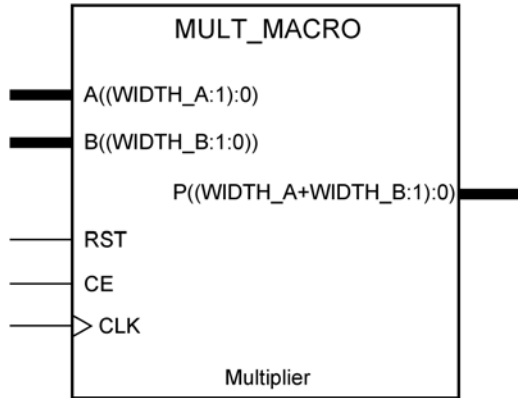 MULT_MACRO
A((WIDTH_A:1):0)
B((WIDTH_B:1:0))
P((WIDTH_A+WIDTH_B:1):0)
RST
CE
CLK
Multiplier